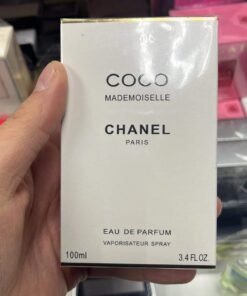 COCO
MADEMOISELLE
CHANEL
PARIS
EAU DE PARFUM
VAPORISATEUR SPRAY
100ml 3.4 FL.OZ.